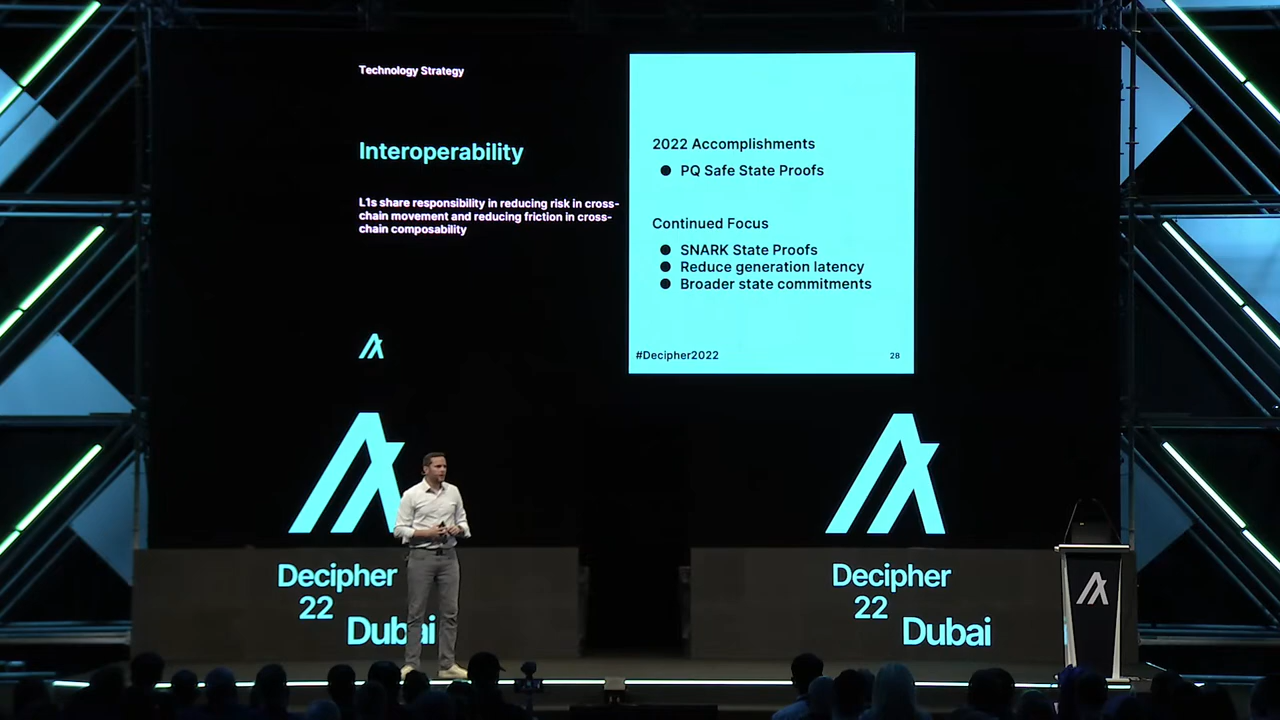 Technology Strategy
Interoperability
L1s share responsibility in reducing risk in cross-
chain movement and reducing friction in cross-
chain composability
2022 Accomplishments
● PQ Safe State Proofs
Continued Focus
● SNARK State Proofs
● Reduce generation latency
● Broader state commitments
#Decipher2022
28
Decipher
22
Dubai
Decipher
22
Dubai